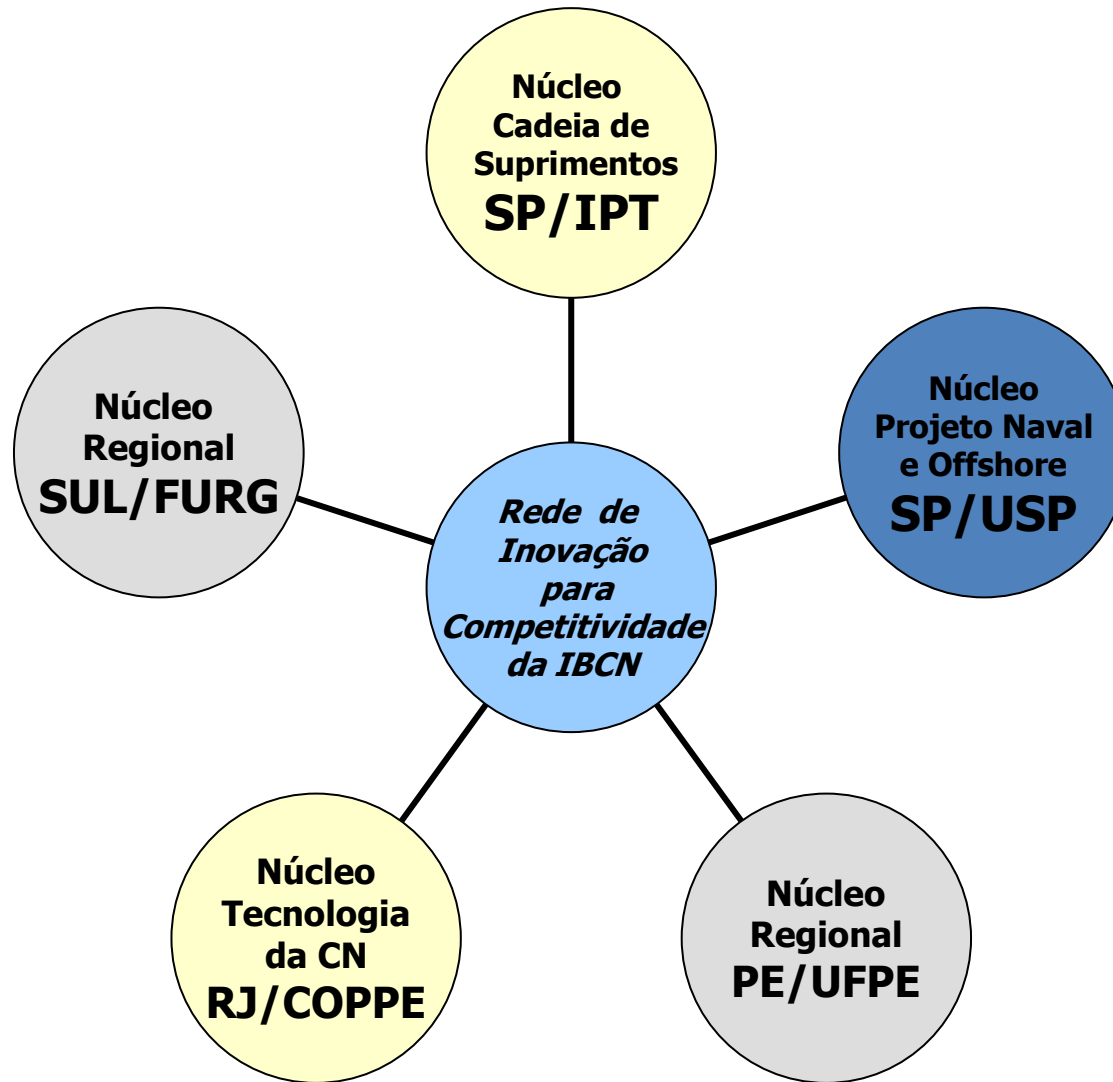 Núcleo
Cadeia de
Suprimentos
SP/IPT
Núcleo
Regional
SUL/FURG
Núcleo
Projeto Naval
e Offshore
SP/USP
Rede de
Inovação
para
Competitividade
da IBCN
Núcleo
Tecnologia
da CN
RJ/COPPE
Núcleo
Regional
PE/UFPE